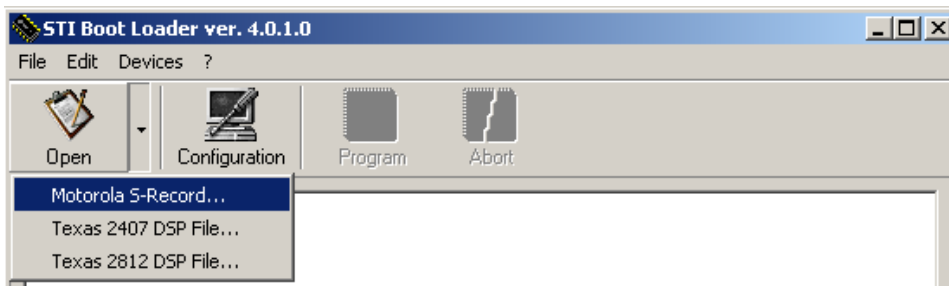 STI Boot Loader ver. 4.0.1.0
File Edit Devices ?
Open Configuration Program Abort
Motorola S-Record...
Texas 2407 DSP File...
Texas 2812 DSP File...